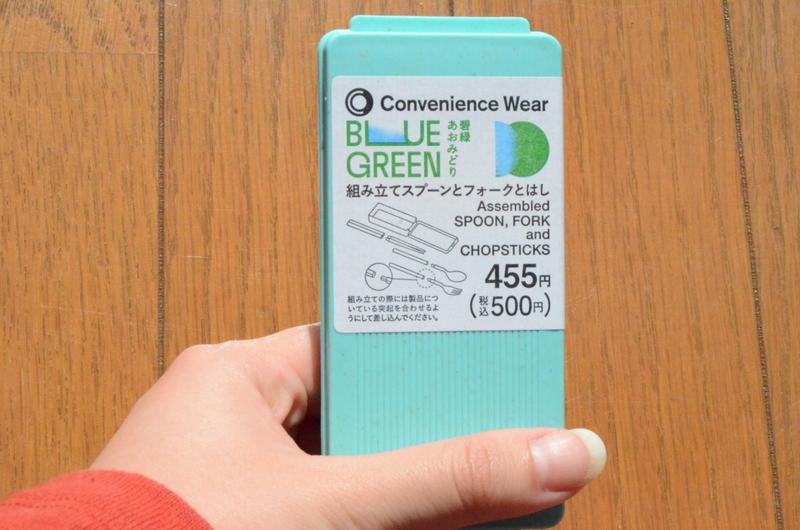 Convenience Wear
BLUE
GREEN
碧緑
あおみどり
組み立てスプーンとフォークとはし
Assembled
SPOON, FORK
and
CHOPSTICKS
455円
(税込500円)
組み立ての際には製品につ
いている突起を合わせるよ
うにして差し込んでください。